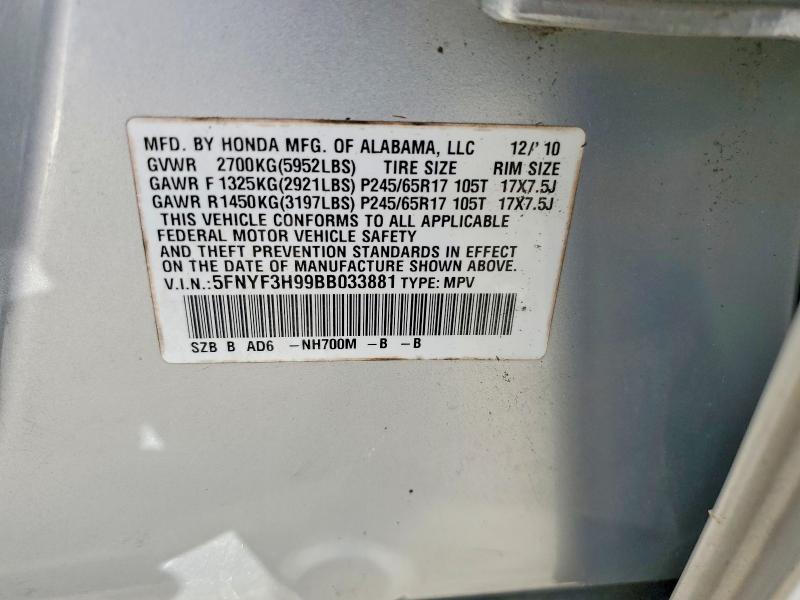 MFD. BY HONDA MFG. OF ALABAMA, LLC 12/'10
GVWR 2700KG(5952LBS) TIRE SIZE RIM SIZE
GAWR F 1325KG(2921LBS) P245/65R17 105T 17X7.5J
GAWR R1450KG(3197LBS) P245/65R17 105T 17X7.5J
THIS VEHICLE CONFORMS TO ALL APPLICABLE
FEDERAL MOTOR VEHICLE SAFETY
AND THEFT PREVENTION STANDARDS IN EFFECT
ON THE DATE OF MANUFACTURE SHOWN ABOVE.
V.I.N.:5FNYF3H99BB033881 TYPE: MPV
SZB B AD6 -NH700M -B -B